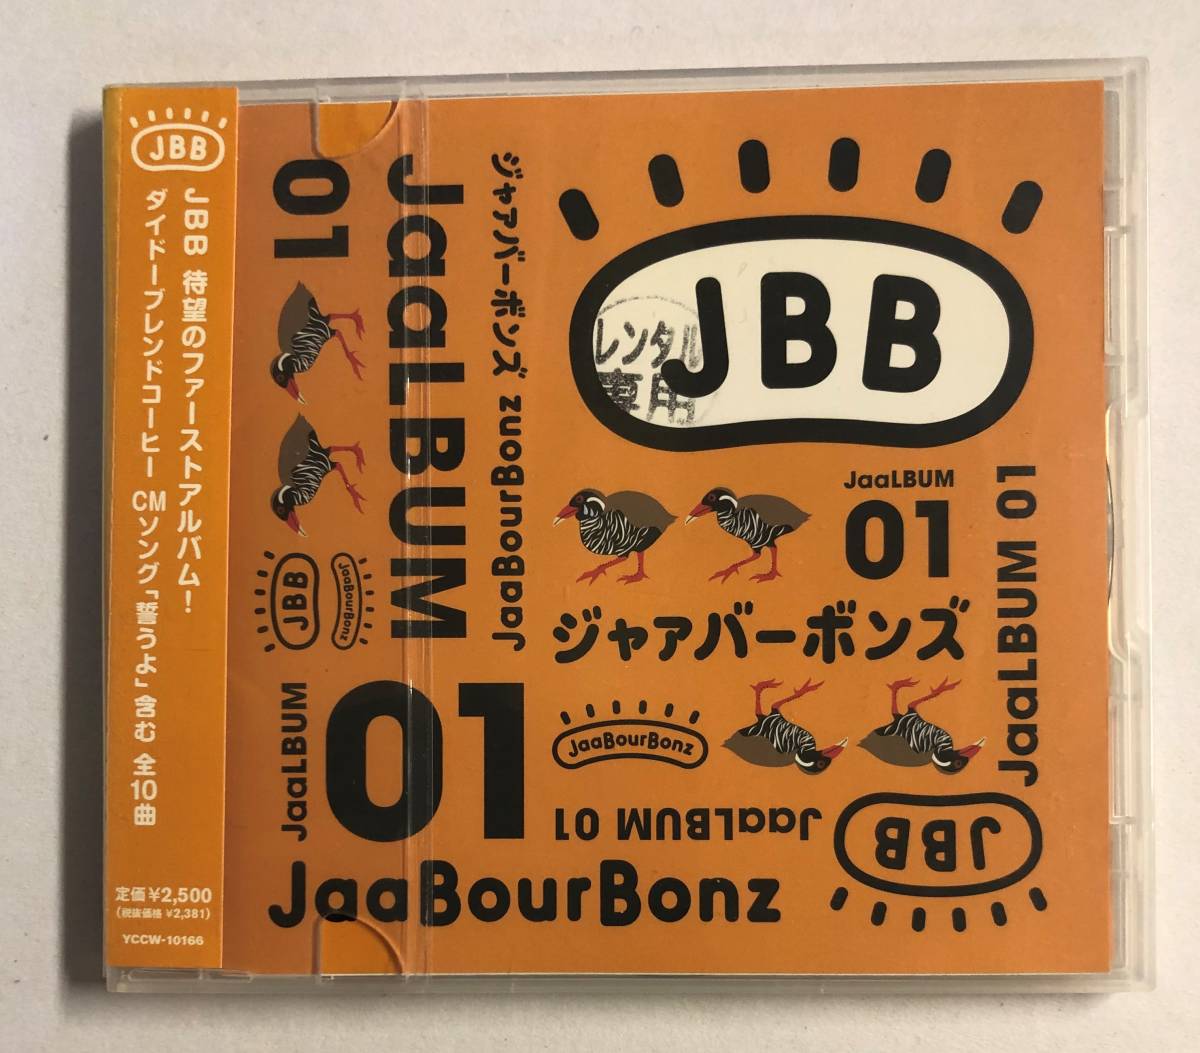 JBB
JBB 待望のファーストアルバム!
ダイドーブレンドコーヒー CMソング「誓うよ」含む 全10曲
定価¥2,500
(税抜価格 ¥2,381)
YCCW-10166
01
JaaLBUM
ジャァバーボンズ JaaBourBonz
JBB
レンタル
専用
JaaLBUM
01
ジャァバーボンズ
JaaLBUM 01
JBB
JaaBourBonz
JaaLBUM
01
JaaBourBonz
JaaLBUM 01
JBB
JaaBourBonz